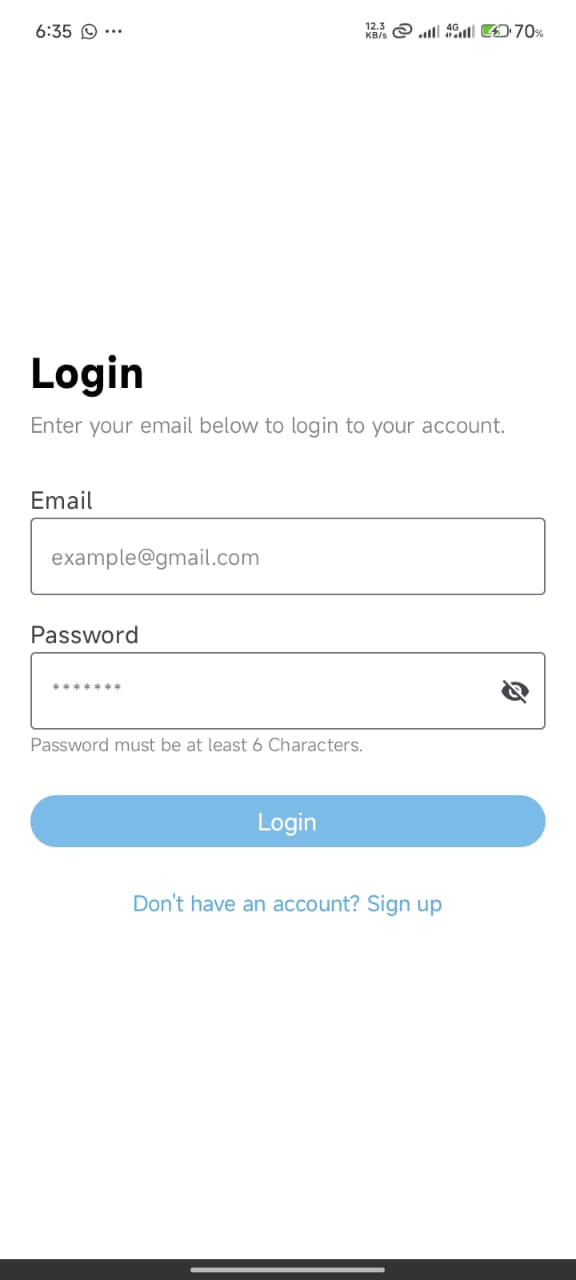 6:35 ...
12.3 KB/s 4G 70%
Login
Enter your email below to login to your account.
Email
example@gmail.com
Password
*******
Password must be at least 6 Characters.
Login
Don't have an account? Sign up